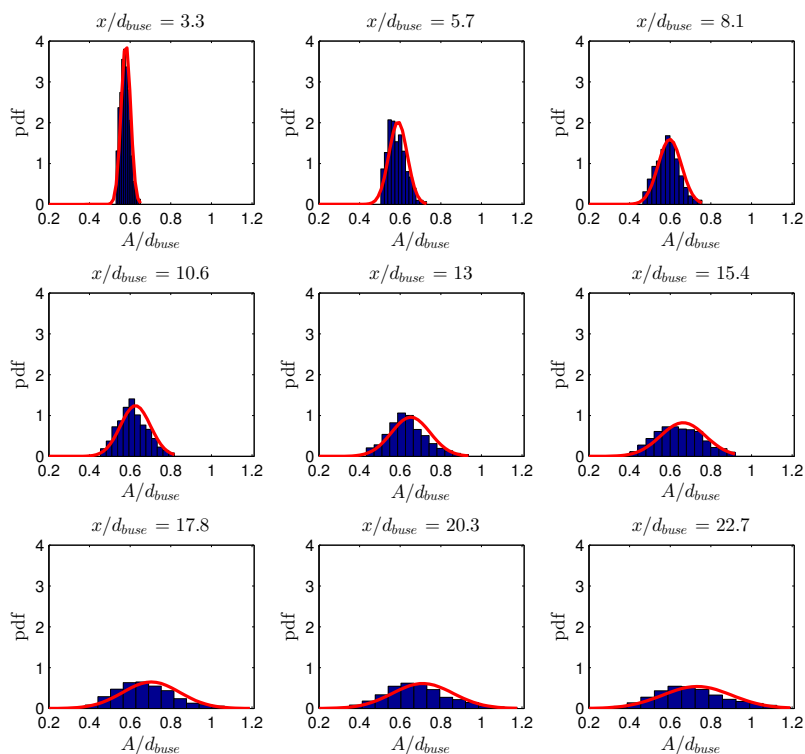 x/d_buse = 3.3
x/d_buse = 5.7
x/d_buse = 8.1
4
3
2
1
0
pdf
0.2 0.4 0.6 0.8 1 1.2
A/d_buse
4
3
2
1
0
pdf
0.2 0.4 0.6 0.8 1 1.2
A/d_buse
4
3
2
1
0
pdf
0.2 0.4 0.6 0.8 1 1.2
A/d_buse
x/d_buse = 10.6
x/d_buse = 13
x/d_buse = 15.4
4
3
2
1
0
pdf
0.2 0.4 0.6 0.8 1 1.2
A/d_buse
4
3
2
1
0
pdf
0.2 0.4 0.6 0.8 1 1.2
A/d_buse
4
3
2
1
0
pdf
0.2 0.4 0.6 0.8 1 1.2
A/d_buse
x/d_buse = 17.8
x/d_buse = 20.3
x/d_buse = 22.7
4
3
2
1
0
pdf
0.2 0.4 0.6 0.8 1 1.2
A/d_buse
4
3
2
1
0
pdf
0.2 0.4 0.6 0.8 1 1.2
A/d_buse
4
3
2
1
0
pdf
0.2 0.4 0.6 0.8 1 1.2
A/d_buse